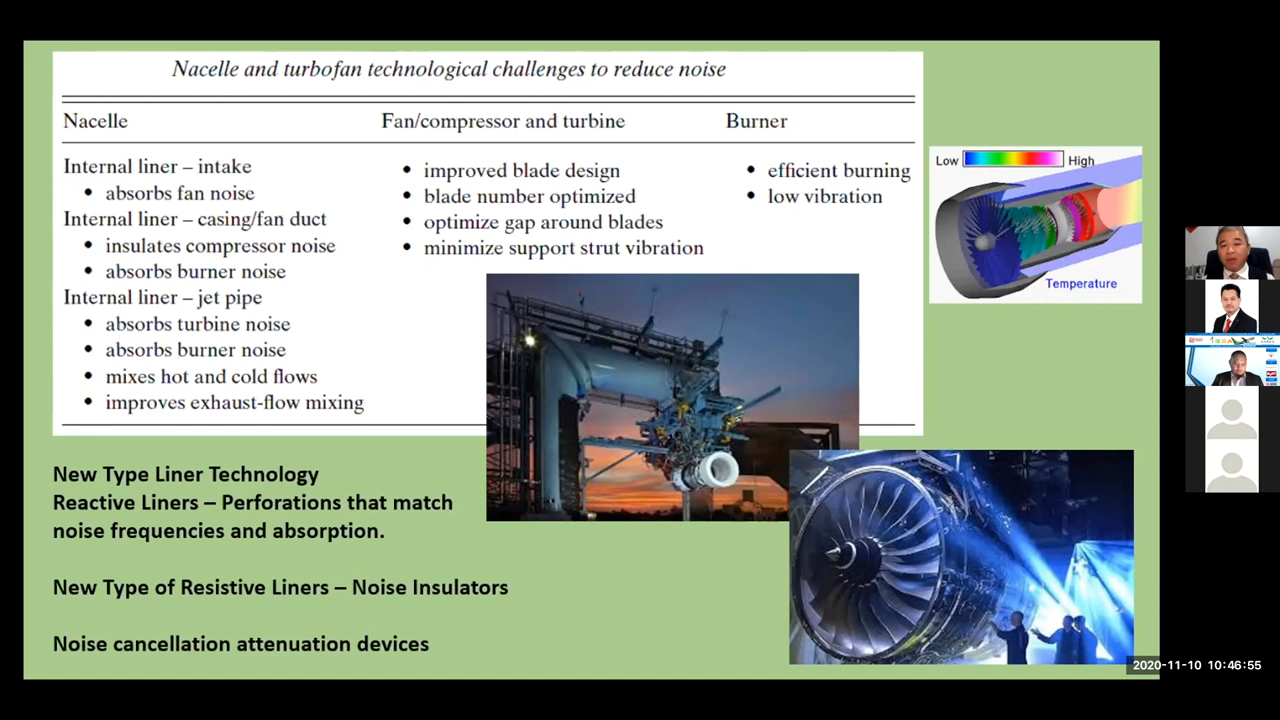 Nacelle and turbofan technological challenges to reduce noise
Nacelle
Fan/compressor and turbine
Burner
Internal liner – intake
• absorbs fan noise
Internal liner – casing/fan duct
• insulates compressor noise
• absorbs burner noise
Internal liner – jet pipe
• absorbs turbine noise
• absorbs burner noise
• mixes hot and cold flows
• improves exhaust-flow mixing
• improved blade design
• blade number optimized
• optimize gap around blades
• minimize support strut vibration
• efficient burning
• low vibration
Low
High
Temperature
New Type Liner Technology
Reactive Liners – Perforations that match
noise frequencies and absorption.
New Type of Resistive Liners – Noise Insulators
Noise cancellation attenuation devices
2020-11-10 10:46:55